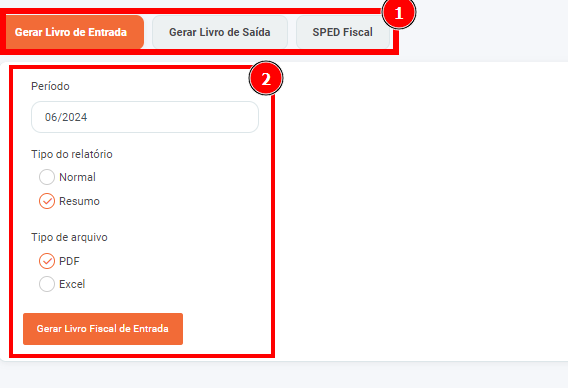 1
Gerar Livro de Entrada Gerar Livro de Saída SPED Fiscal
2
Período
06/2024
Tipo do relatório
Normal
Resumo
Tipo de arquivo
PDF
Excel
Gerar Livro Fiscal de Entrada